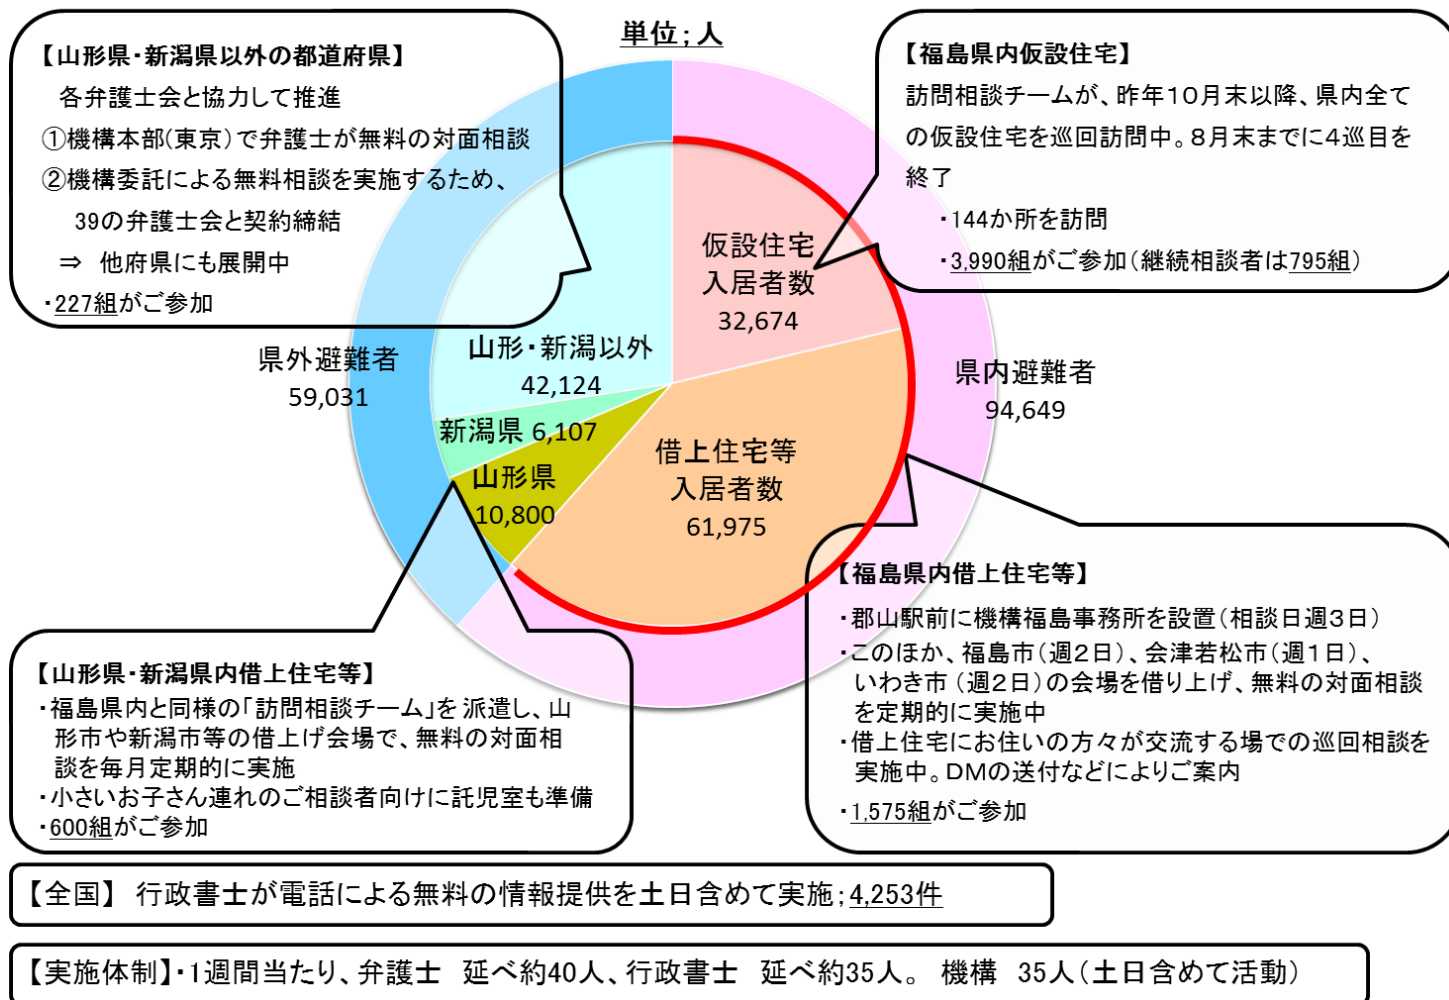 単位；人
【山形県・新潟県以外の都道府県】
各弁護士会と協力して推進
①機構本部(東京)で弁護士が無料の対面相談
②機構委託による無料相談を実施するため、
39の弁護士会と契約締結
⇒ 他府県にも展開中
・227組がご参加
【福島県内仮設住宅】
訪問相談チームが、昨年10月末以降、県内全て
の仮設住宅を巡回訪問中。8月末までに4巡目を
終了
・144か所を訪問
・3,990組がご参加(継続相談者は795組)
仮設住宅
入居者数
32,674
山形・新潟以外
42,124
県外避難者
59,031
県内避難者
94,649
新潟県 6,107
山形県
10,800
借上住宅等
入居者数
61,975
【福島県内借上住宅等】
・郡山駅前に機構福島事務所を設置(相談日週3日)
・このほか、福島市(週2日)、会津若松市(週1日)、
いわき市 (週2日)の会場を借り上げ、無料の対面相談
を定期的に実施中
・借上住宅にお住いの方々が交流する場での巡回相談を
実施中。DMの送付などによりご案内
・1,575組がご参加
【山形県・新潟県内借上住宅等】
・福島県内と同様の「訪問相談チーム」を派遣し、山
形市や新潟市等の借上げ会場で、無料の対面相
談を毎月定期的に実施
・小さいお子さん連れのご相談者向けに託児室も準備
・600組がご参加
【全国】 行政書士が電話による無料の情報提供を土日含めて実施；4,253件
【実施体制】・1週間当たり、弁護士 延べ約40人、行政書士 延べ約35人。 機構 35人(土日含めて活動)